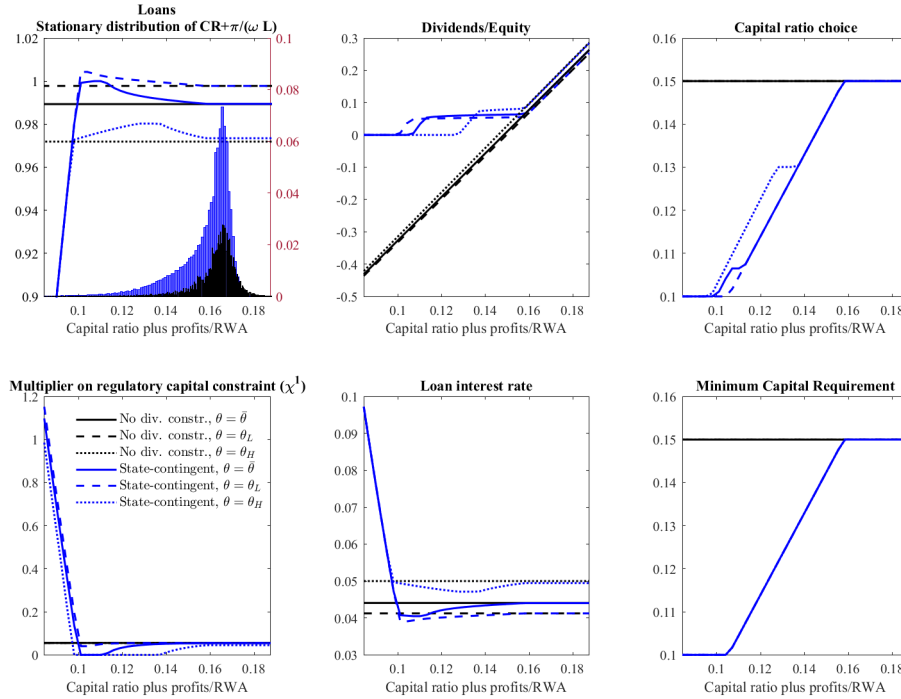 Loans
Stationary distribution of CR+π/(ω L)
1.02
1
0.98
0.96
0.94
0.92
0.9
0.1
0.08
0.06
0.04
0.02
0
0.1 0.12 0.14 0.16 0.18
Capital ratio plus profits/RWA
Dividends/Equity
0.3
0.2
0.1
0
-0.1
-0.2
-0.3
-0.4
-0.5
0.1 0.12 0.14 0.16 0.18
Capital ratio plus profits/RWA
Capital ratio choice
0.16
0.15
0.14
0.13
0.12
0.11
0.1
0.1 0.12 0.14 0.16 0.18
Capital ratio plus profits/RWA
Multiplier on regulatory capital constraint (χ¹)
1.2
1
0.8
0.6
0.4
0.2
0
No div. constr., θ = θ̄
No div. constr., θ = θ_L
No div. constr., θ = θ_H
State-contingent, θ = θ̄
State-contingent, θ = θ_L
State-contingent, θ = θ_H
0.1 0.12 0.14 0.16 0.18
Capital ratio plus profits/RWA
Loan interest rate
0.1
0.09
0.08
0.07
0.06
0.05
0.04
0.03
0.1 0.12 0.14 0.16 0.18
Capital ratio plus profits/RWA
Minimum Capital Requirement
0.16
0.15
0.14
0.13
0.12
0.11
0.1
0.1 0.12 0.14 0.16 0.18
Capital ratio plus profits/RWA